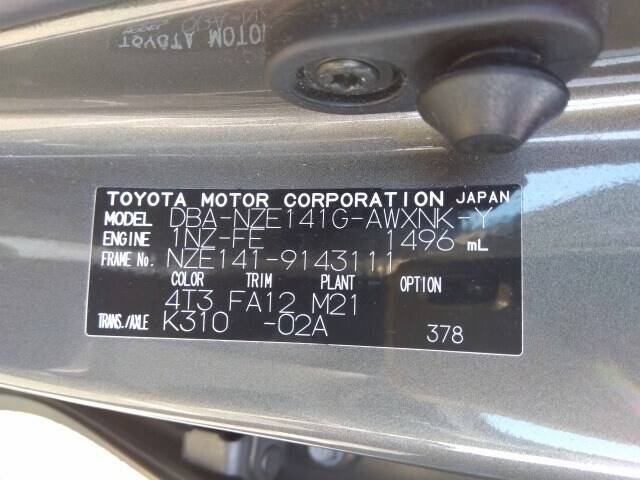 TOYOTA MOTOR CORPORATION JAPAN
MODEL DBA-NZE141G-AWXNK-Y
ENGINE 1NZ-FE 1496 mL
FRAME No. NZE141-9143111
COLOR TRIM PLANT OPTION
4T3 FA12 M21
TRANS./AXLE K310 -02A
378